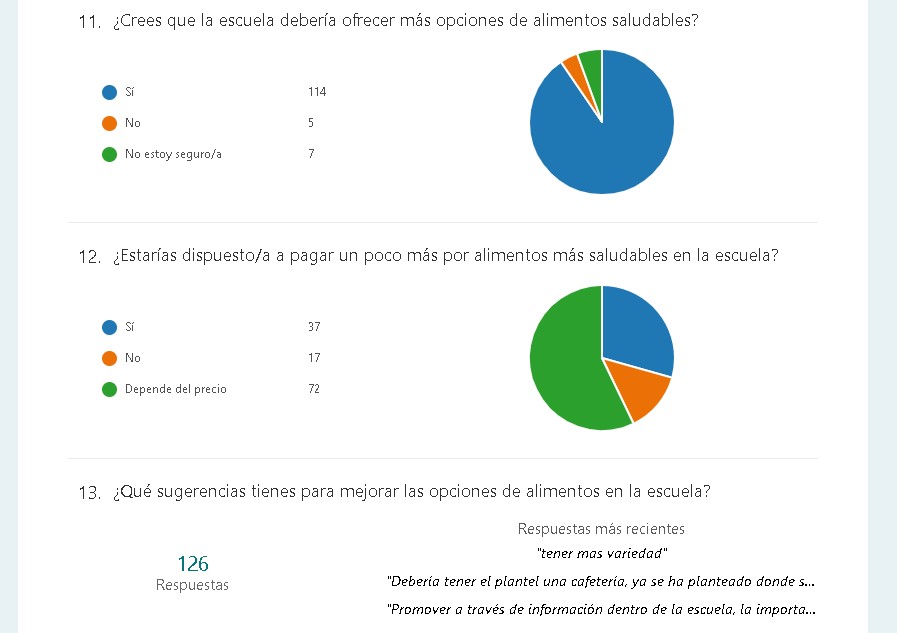 11. ¿Crees que la escuela debería ofrecer más opciones de alimentos saludables?
Sí 114
No 5
No estoy seguro/a 7
12. ¿Estarías dispuesto/a a pagar un poco más por alimentos más saludables en la escuela?
Sí 37
No 17
Depende del precio 72
13. ¿Qué sugerencias tienes para mejorar las opciones de alimentos en la escuela?
Respuestas más recientes
"tener mas variedad"
126
Respuestas
"Debería tener el plantel una cafetería, ya se ha planteado donde s...
"Promover a través de información dentro de la escuela, la importa...